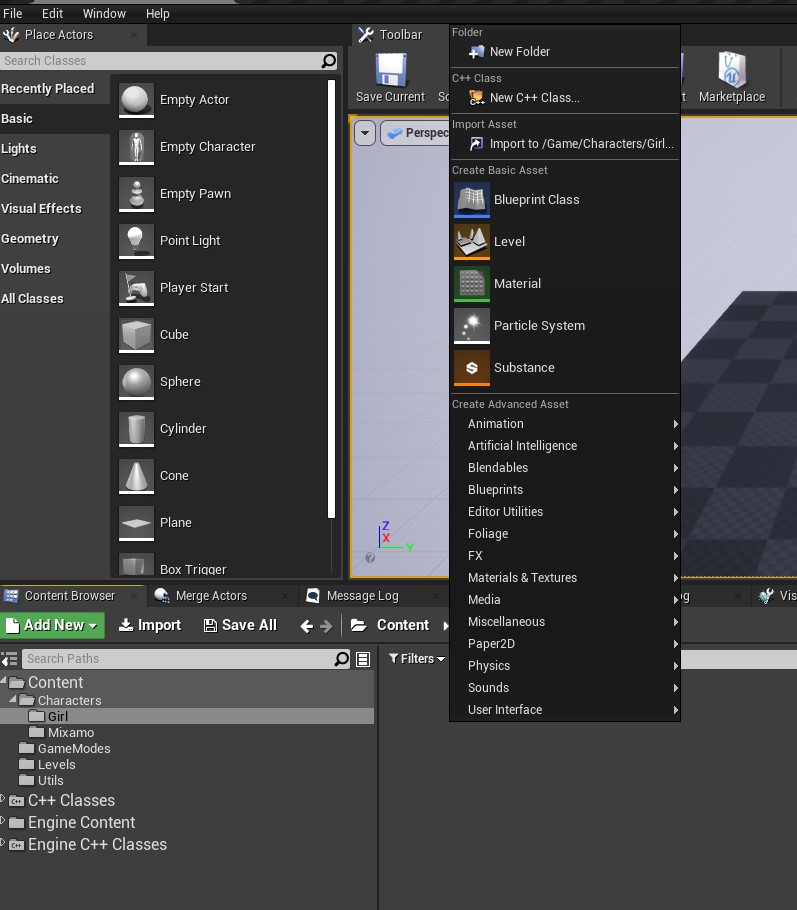 File Edit Window Help
Place Actors
Search Classes
Recently Placed
Basic
Lights
Cinematic
Visual Effects
Geometry
Volumes
All Classes
Empty Actor
Empty Character
Empty Pawn
Point Light
Player Start
Cube
Sphere
Cylinder
Cone
Plane
Box Trigger
Toolbar
Save Current
Marketplace
Perspec
Z
X
Y
Folder
New Folder
C++ Class
New C++ Class...
Import Asset
Import to /Game/Characters/Girl...
Create Basic Asset
Blueprint Class
Level
Material
Particle System
Substance
Create Advanced Asset
Animation
Artificial Intelligence
Blendables
Blueprints
Editor Utilities
Foliage
FX
Materials & Textures
Media
Miscellaneous
Paper2D
Physics
Sounds
User Interface
Content Browser Merge Actors Message Log og Vis
Add New Import Save All Content
Search Paths
Filters
Content
Characters
Girl
Mixamo
GameModes
Levels
Utils
C++ Classes
Engine Content
Engine C++ Classes